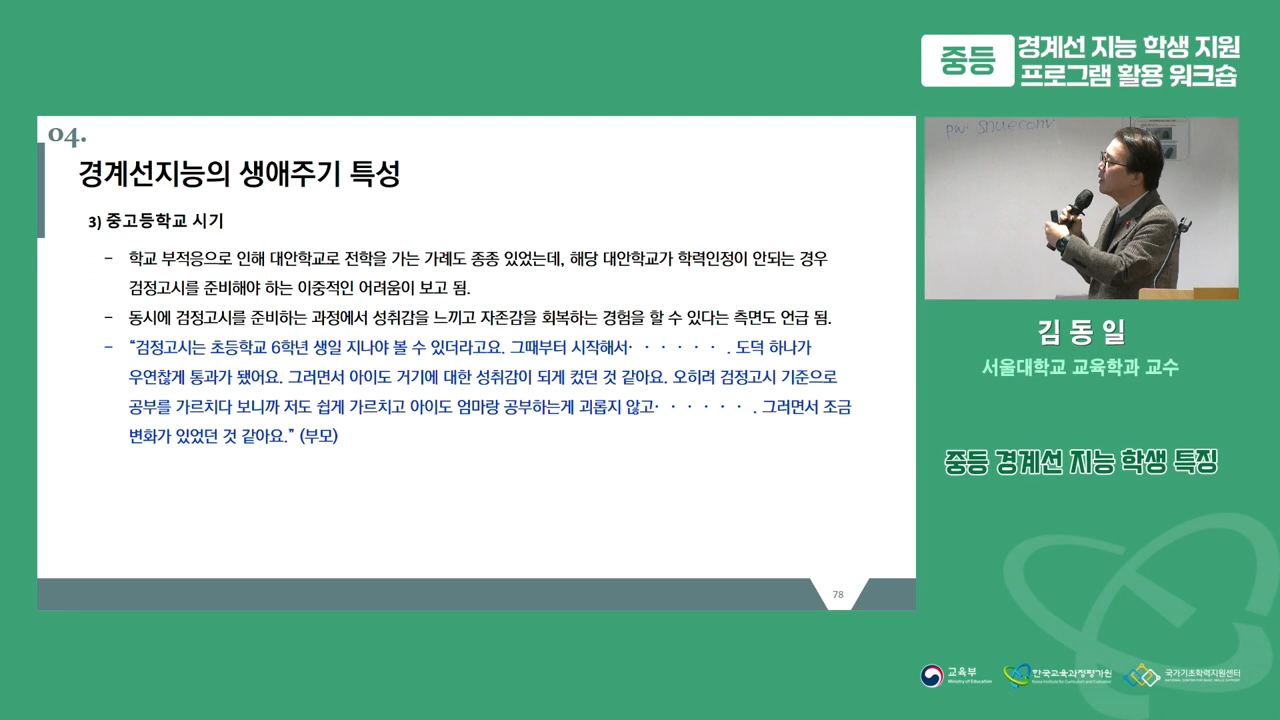 중등
경계선 지능 학생 지원
프로그램 활용 워크숍
04.
경계선지능의 생애주기 특성
3) 중고등학교 시기
– 학교 부적응으로 인해 대안학교로 전학을 가는 가례도 종종 있었는데, 해당 대안학교가 학력인정이 안되는 경우
검정고시를 준비해야 하는 이중적인 어려움이 보고 됨.
– 동시에 검정고시를 준비하는 과정에서 성취감을 느끼고 자존감을 회복하는 경험을 할 수 있다는 측면도 언급 됨.
– “검정고시는 초등학교 6학년 생일 지나야 볼 수 있더라고요. 그때부터 시작해서· · · · · · . 도덕 하나가
우연찮게 통과가 됐어요. 그러면서 아이도 거기에 대한 성취감이 되게 컸던 것 같아요. 오히려 검정고시 기준으로
공부를 가르치다 보니까 저도 쉽게 가르치고 아이도 엄마랑 공부하는게 괴롭지 않고· · · · · · . 그러면서 조금
변화가 있었던 것 같아요.” (부모)
78
pw: snueconv
김동일
서울대학교 교육학과 교수
중등 경계선 지능 학생 특징
교육부
Ministry of Education
한국교육과정평가원
Korea Institute for Curriculum and Evaluation
국가기초학력지원센터
NATIONAL CENTER FOR BASIC SKILLS SUPPORT